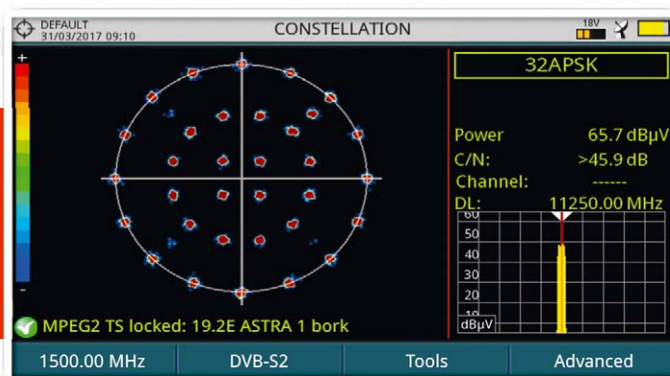 DEFAULT
31/03/2017 09:10
CONSTELLATION
18V
+
-
32APSK
Power 65.7 dBµV
C/N: >45.9 dB
Channel: ------
DL: 11250.00 MHz
60
50
40
30
20
10
dBµV
MPEG2 TS locked: 19.2E ASTRA 1 bork
1500.00 MHz DVB-S2 Tools Advanced